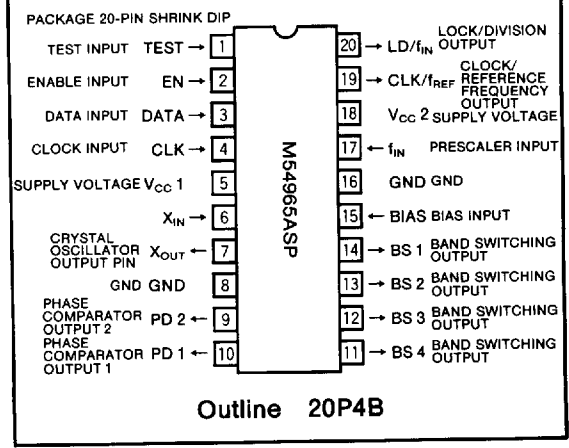 PACKAGE 20-PIN SHRINK DIP
TEST INPUT TEST → 1
ENABLE INPUT EN → 2
DATA INPUT DATA → 3
CLOCK INPUT CLK → 4
SUPPLY VOLTAGE VCC 1 5
XIN → 6
CRYSTAL
OSCILLATOR
OUTPUT PIN
XOUT ← 7
GND GND 8
PHASE
COMPARATOR
OUTPUT 2
PD 2 ← 9
PHASE
COMPARATOR
OUTPUT 1
PD 1 ← 10
M54965ASP
20 → LD/fIN
LOCK/DIVISION
OUTPUT
19 → CLK/fREF
CLOCK/
REFERENCE
FREQUENCY
OUTPUT
18 VCC 2 SUPPLY VOLTAGE
17 ← fIN PRESCALER INPUT
16 GND GND
15 ← BIAS BIAS INPUT
14 → BS 1
BAND SWITCHING
OUTPUT
13 → BS 2
BAND SWITCHING
OUTPUT
12 → BS 3
BAND SWITCHING
OUTPUT
11 → BS 4
BAND SWITCHING
OUTPUT
Outline 20P4B